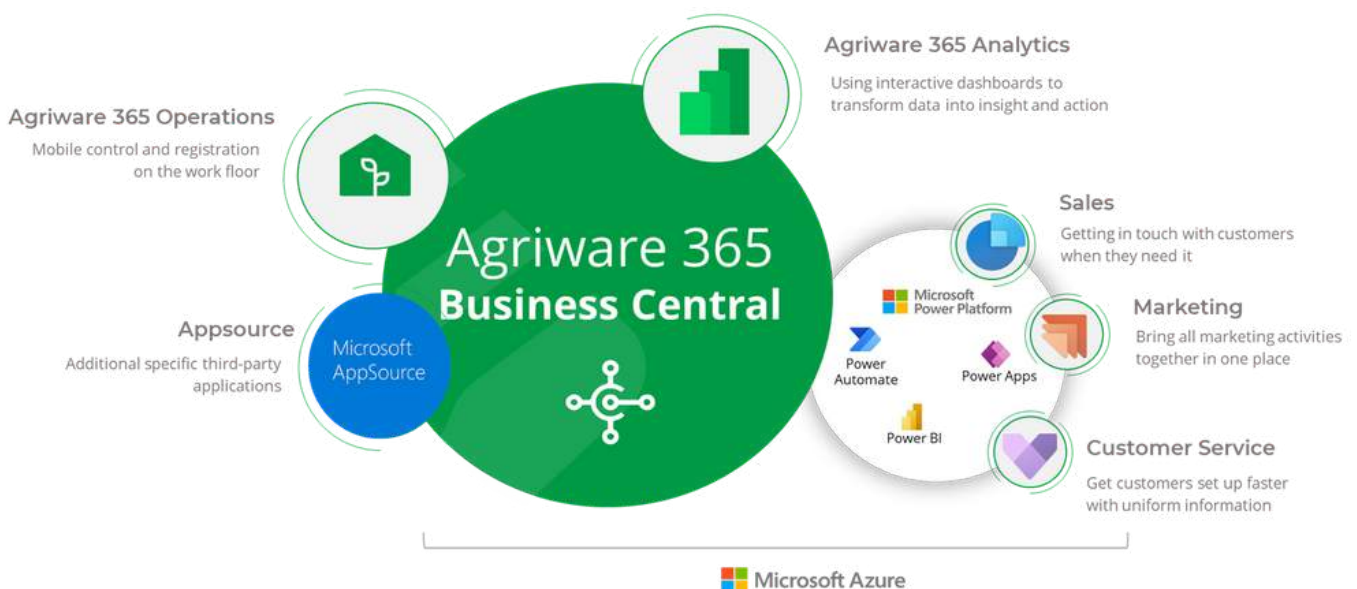 Agriware 365 Analytics
Using interactive dashboards to
transform data into insight and action
Agriware 365 Operations
Mobile control and registration
on the work floor
Agriware 365
Business Central
Appsource
Additional specific third-party
applications
Microsoft
AppSource
Sales
Getting in touch with customers
when they need it
Microsoft
Power Platform
Power
Automate
Power Apps
Power BI
Marketing
Bring all marketing activities
together in one place
Customer Service
Get customers set up faster
with uniform information
Microsoft Azure